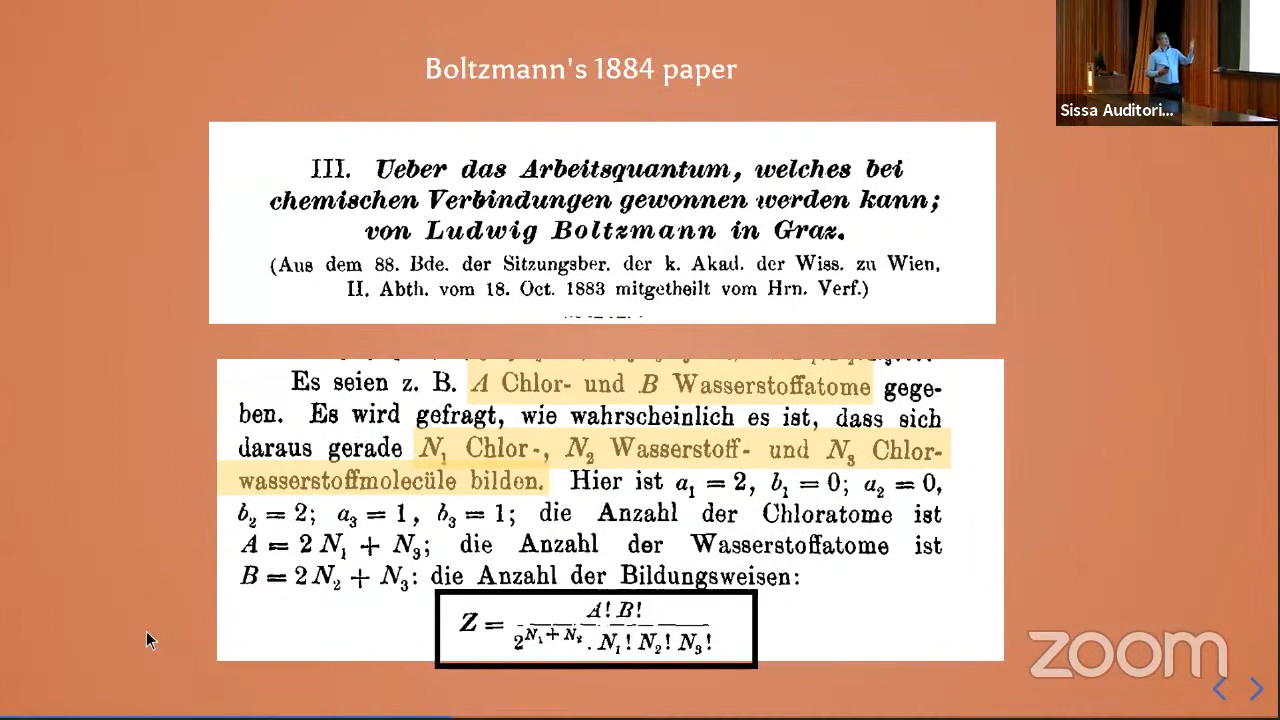 Boltzmann's 1884 paper
Sissa Auditori...
III. Ueber das Arbeitsquantum, welches bei
chemischen Verbindungen gewonnen werden kann;
von Ludwig Boltzmann in Graz.
(Aus dem 88. Bde. der Sitzungsber. der k. Akad. der Wiss. zu Wien,
II. Abth. vom 18. Oct. 1883 mitgetheilt vom Hrn. Verf.)
Es seien z. B. A Chlor- und B Wasserstoffatome gege-
ben. Es wird gefragt, wie wahrscheinlich es ist, dass sich
daraus gerade N₁ Chlor-, N₂ Wasserstoff- und N₃ Chlor-
wasserstoffmolecüle bilden. Hier ist a₁ = 2, b₁ = 0; a₂ = 0,
b₂ = 2; a₃ = 1, b₃ = 1; die Anzahl der Chloratome ist
A = 2 N₁ + N₃; die Anzahl der Wasserstoffatome ist
B = 2 N₂ + N₃: die Anzahl der Bildungsweisen:
Z = A! B! / 2^(N₁+N₂) . N₁! N₂! N₃!
zoom